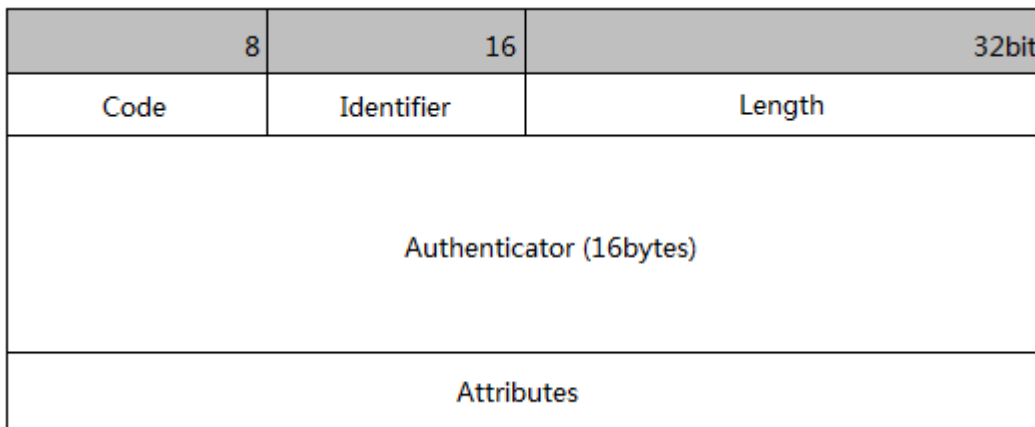 8 16 32bit
Code Identifier Length
Authenticator (16bytes)
Attributes